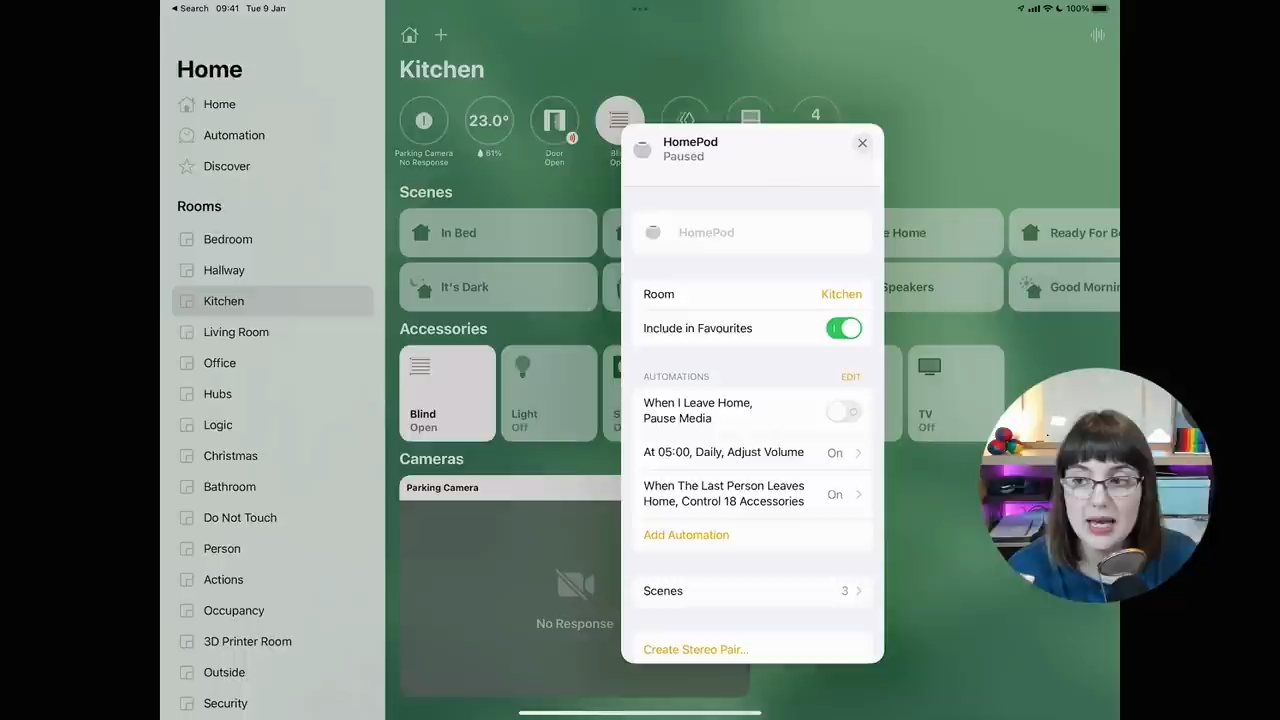 Search 09:41 Tue 9 Jan
100%
Home
Home
Automation
Discover
Rooms
Bedroom
Hallway
Kitchen
Living Room
Office
Hubs
Logic
Christmas
Bathroom
Do Not Touch
Person
Actions
Occupancy
3D Printer Room
Outside
Security
Kitchen
23.0°
4
Parking Camera
No Response
61%
Door
Open
Scenes
In Bed
e Home
Ready For B
It's Dark
Speakers
Good Mornin
Accessories
Blind
Open
Light
Off
TV
Off
Cameras
Parking Camera
No Response
HomePod
Paused
HomePod
Room Kitchen
Include in Favourites
AUTOMATIONS EDIT
When I Leave Home,
Pause Media
At 05:00, Daily, Adjust Volume On
When The Last Person Leaves
Home, Control 18 Accessories On
Add Automation
Scenes 3
Create Stereo Pair...